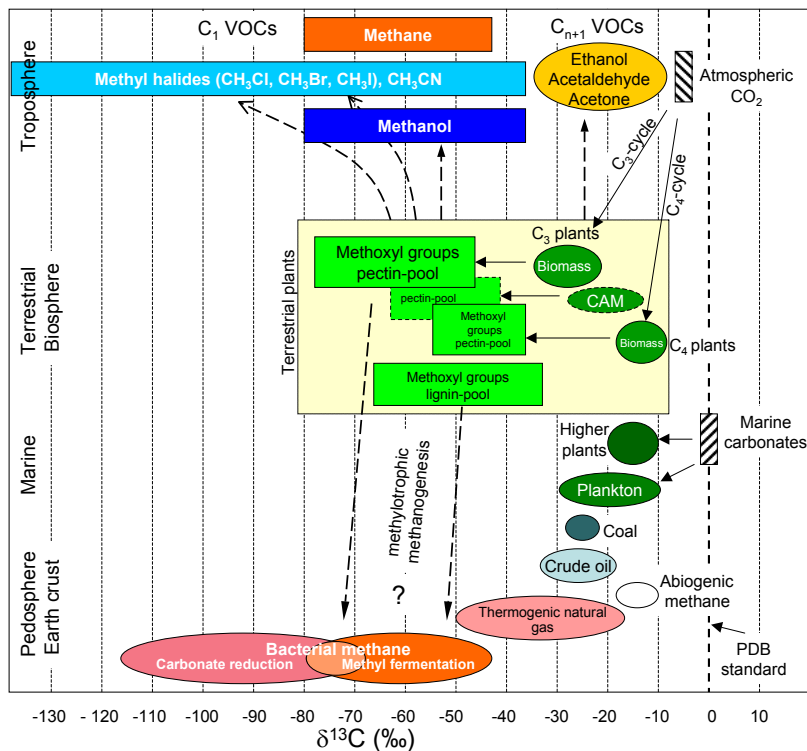 C1 VOCs
Cn+1 VOCs
Troposphere
Methane
Methyl halides (CH3Cl, CH3Br, CH3I), CH3CN
Methanol
Ethanol
Acetaldehyde
Acetone
Atmospheric
CO2
C3-cycle
C4-cycle
Terrestrial
Biosphere
Terrestrial plants
C3 plants
Methoxyl groups
pectin-pool
Biomass
pectin-pool
CAM
Methoxyl
groups
pectin-pool
Biomass
C4 plants
Methoxyl groups
lignin-pool
Marine
Higher
plants
Marine
carbonates
Plankton
methylotrophic
methanogenesis
?
Pedosphere
Earth crust
Coal
Crude oil
Abiogenic
methane
Thermogenic natural
gas
Bacterial methane
Carbonate reduction
Methyl fermentation
PDB
standard
-130 - 120 -110 -100 -90 -80 -70 -60 -50 -40 -30 -20 -10 0 10
δ13C (‰)